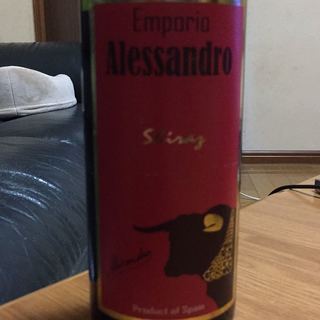 Emporio
Alessandro
Shiraz
Product of Spain